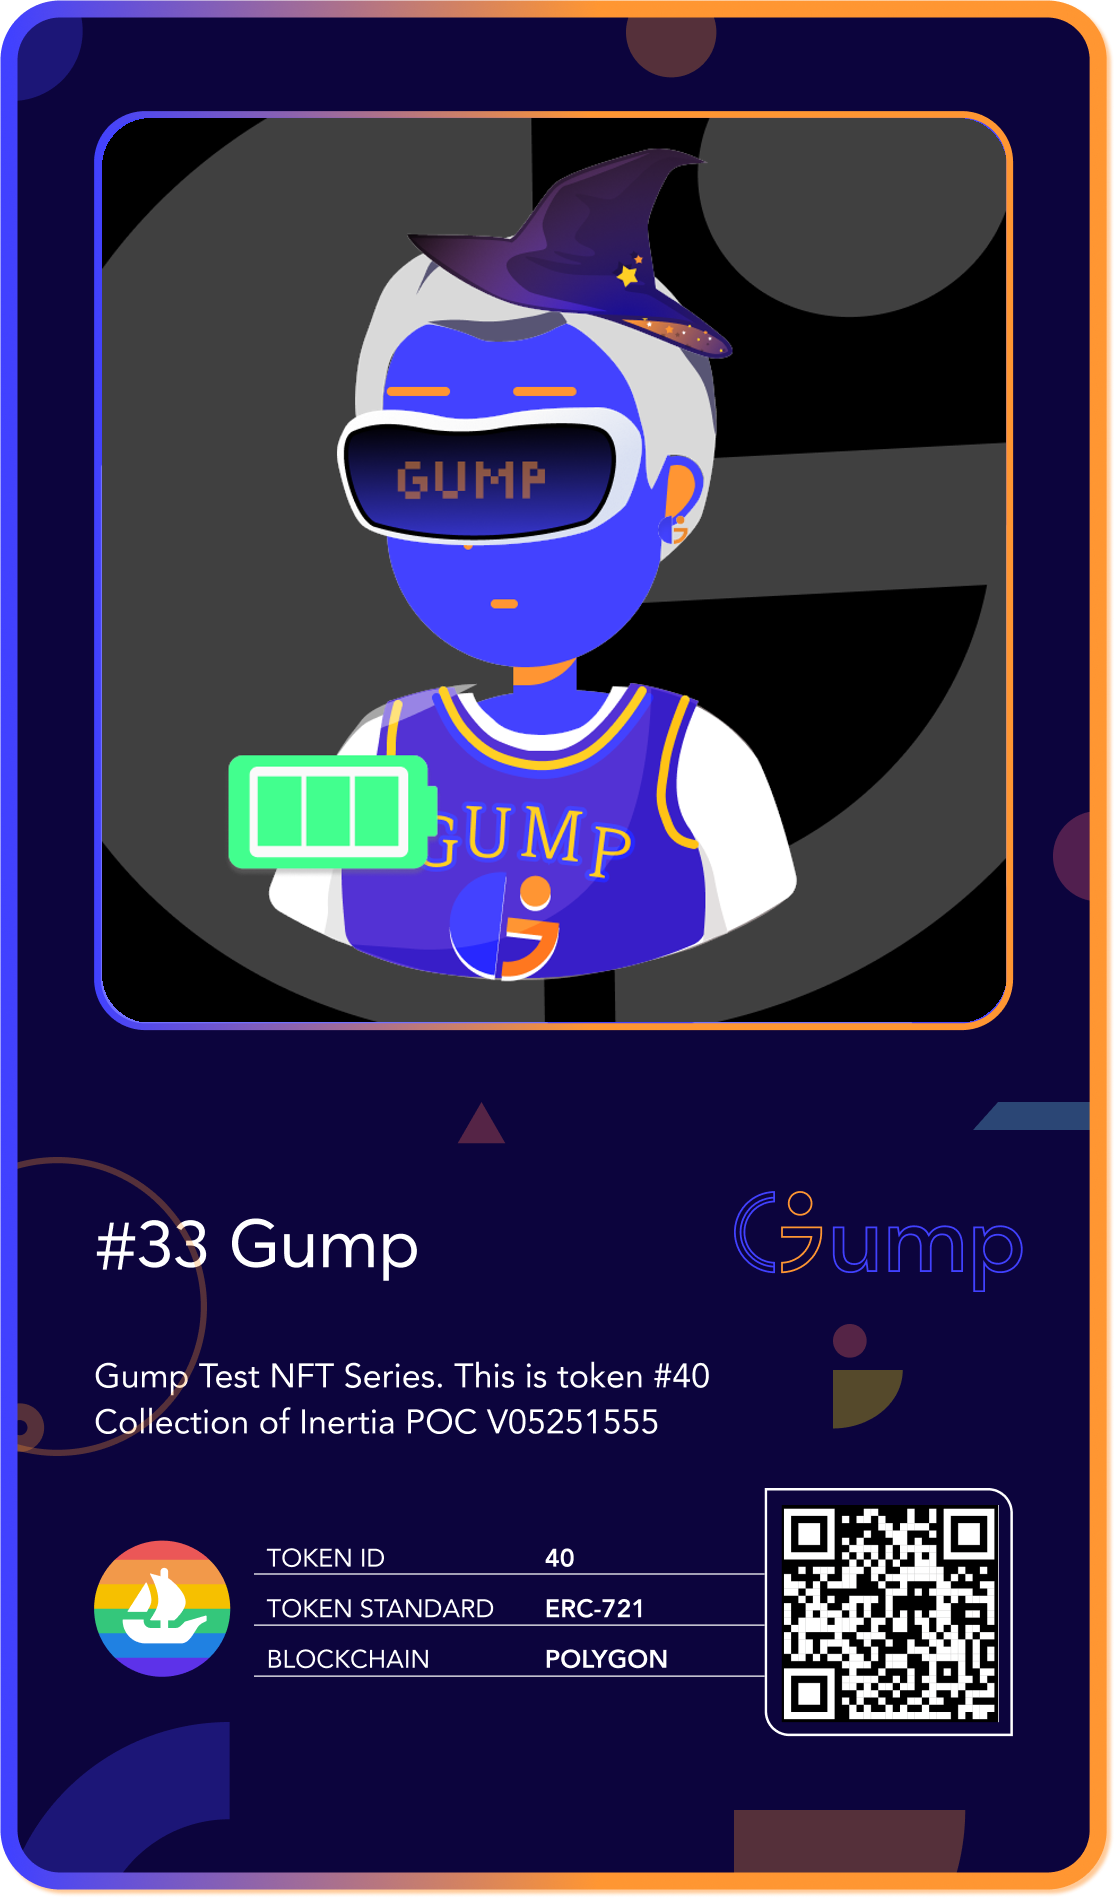 GUMP
GUMP
#33 Gump
Gump
Gump Test NFT Series. This is token #40
Collection of Inertia POC V05251555
TOKEN ID 40
TOKEN STANDARD ERC-721
BLOCKCHAIN POLYGON